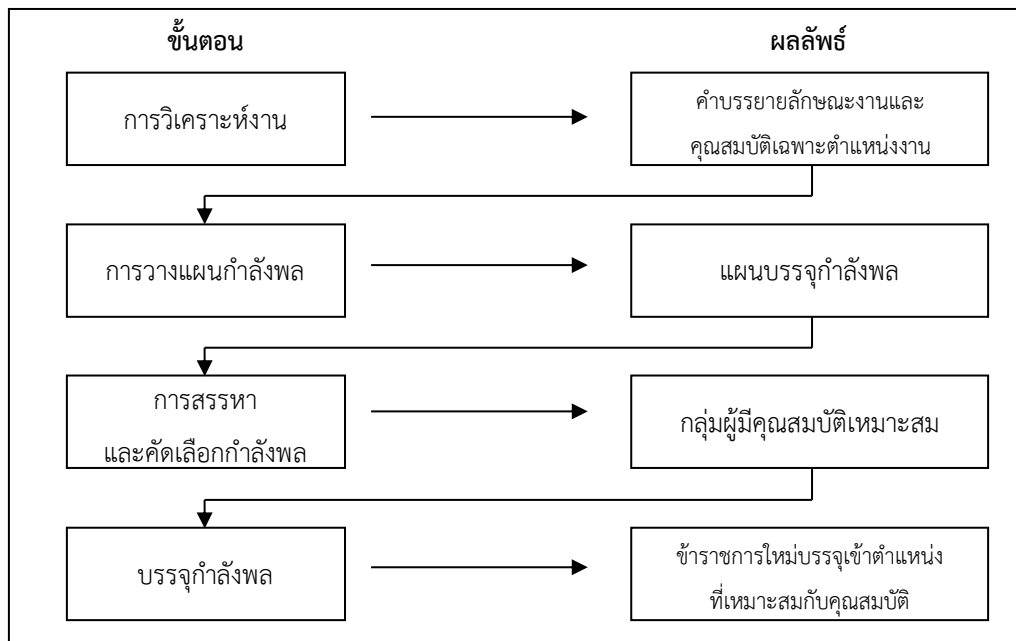 ขั้นตอน
ผลลัพธ์
การวิเคราะห์งาน
คำบรรยายลักษณะงานและ
คุณสมบัติเฉพาะตำแหน่งงาน
การวางแผนกำลังพล
แผนบรรจุกำลังพล
การสรรหา
และคัดเลือกกำลังพล
กลุ่มผู้มีคุณสมบัติเหมาะสม
บรรจุกำลังพล
ข้าราชการใหม่บรรจุเข้าตำแหน่ง
ที่เหมาะสมกับคุณสมบัติ